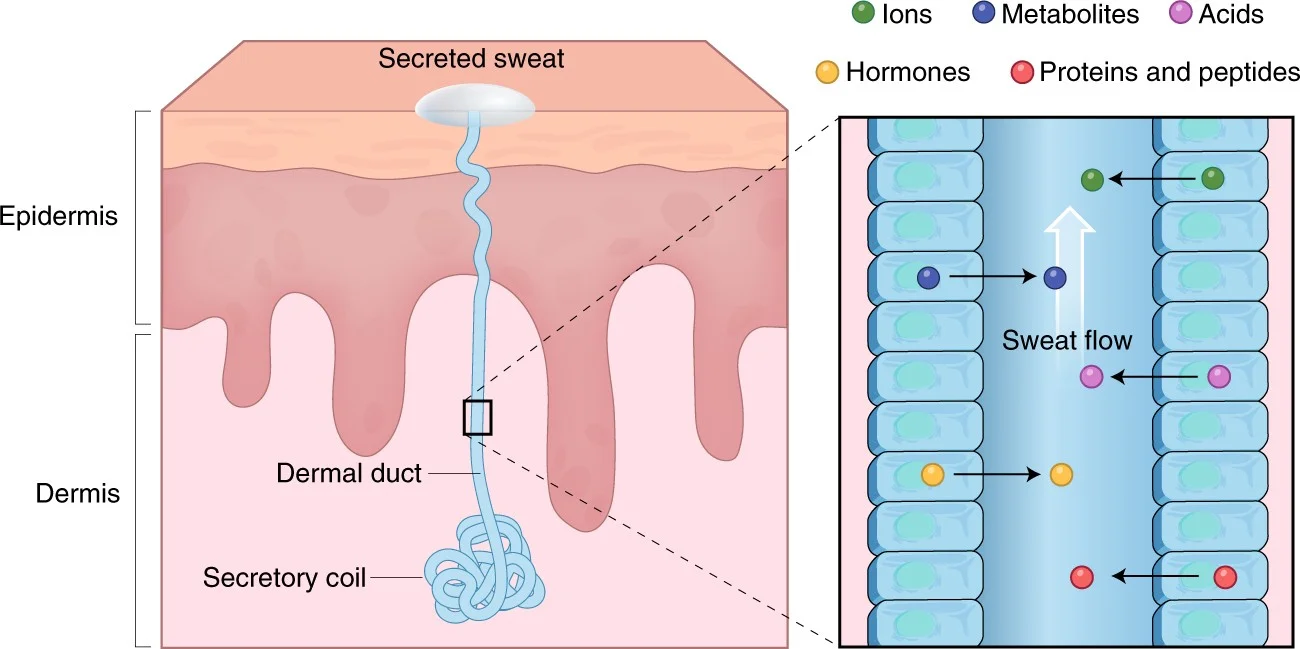 Ions
Metabolites
Acids
Hormones
Proteins and peptides
Secreted sweat
Epidermis
Dermis
Dermal duct
Secretory coil
Sweat flow